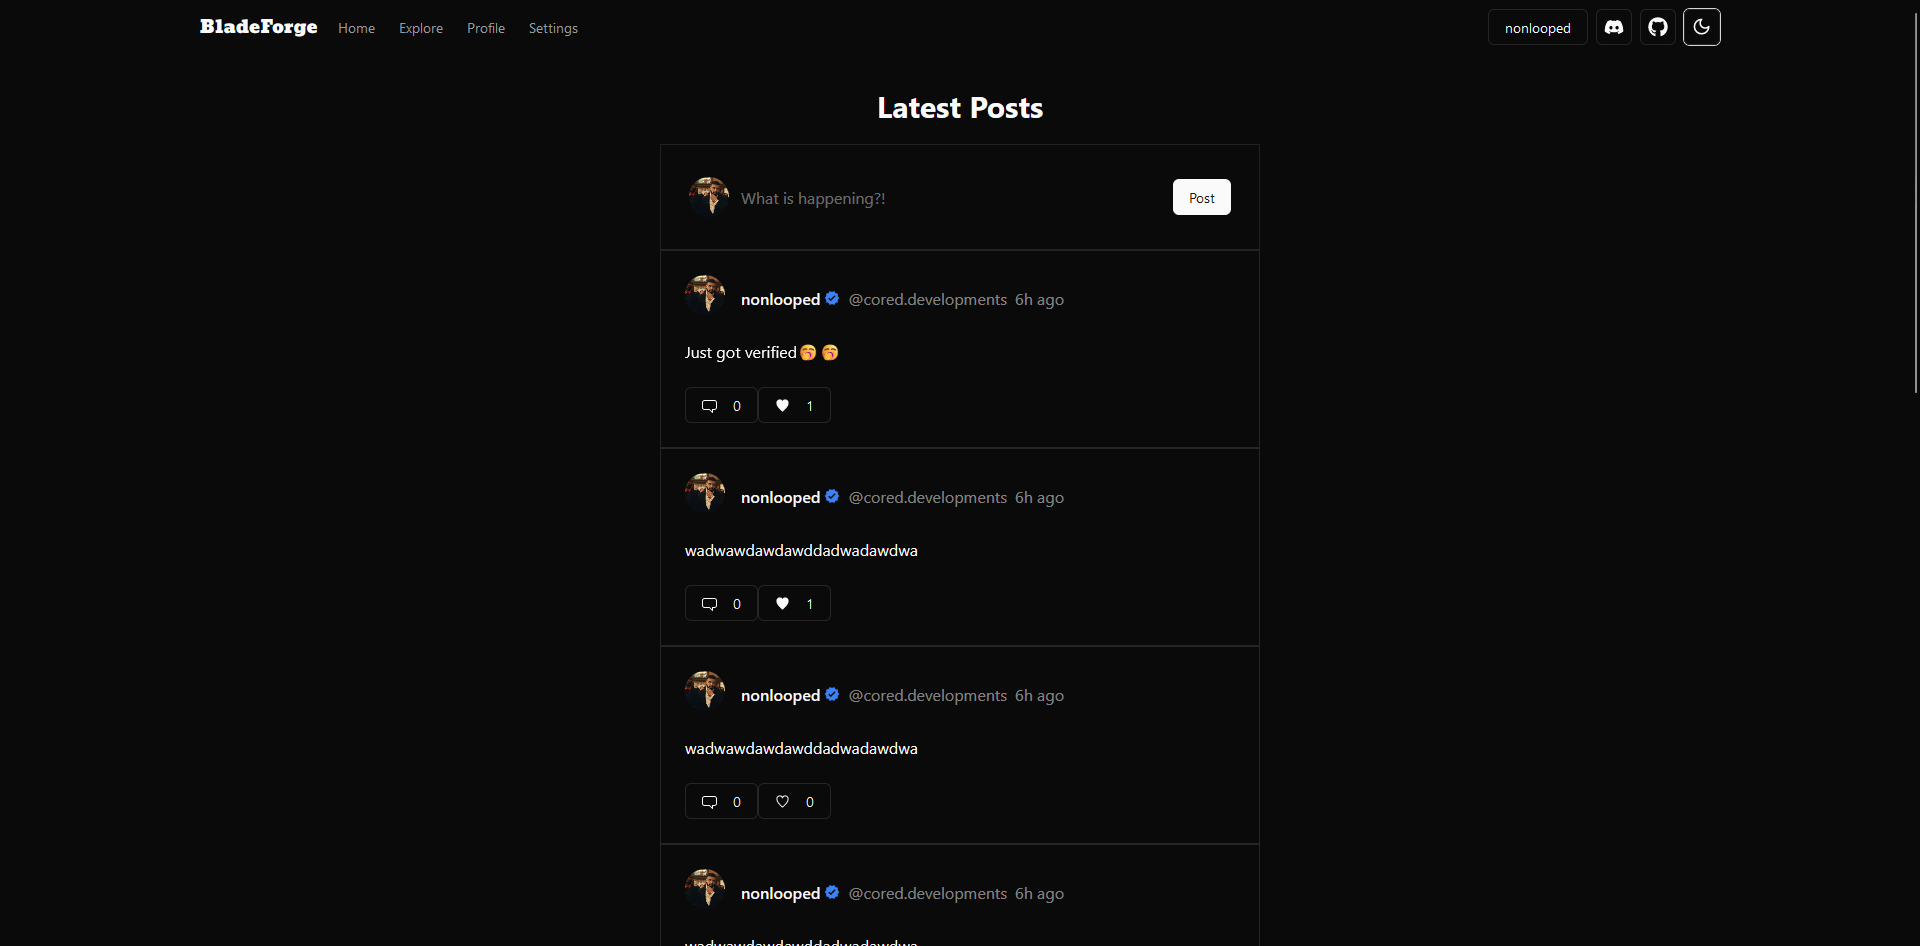 BladeForge Home Explore Profile Settings nonlooped
Latest Posts
What is happening?! Post
nonlooped @cored.developments 6h ago
Just got verified🥱🥱
0 1
nonlooped @cored.developments 6h ago
wadwawdawdawddadwadawdwa
0 1
nonlooped @cored.developments 6h ago
wadwawdawdawddadwadawdwa
0 0
nonlooped @cored.developments 6h ago
wadwawdawdawddadwadawdwa